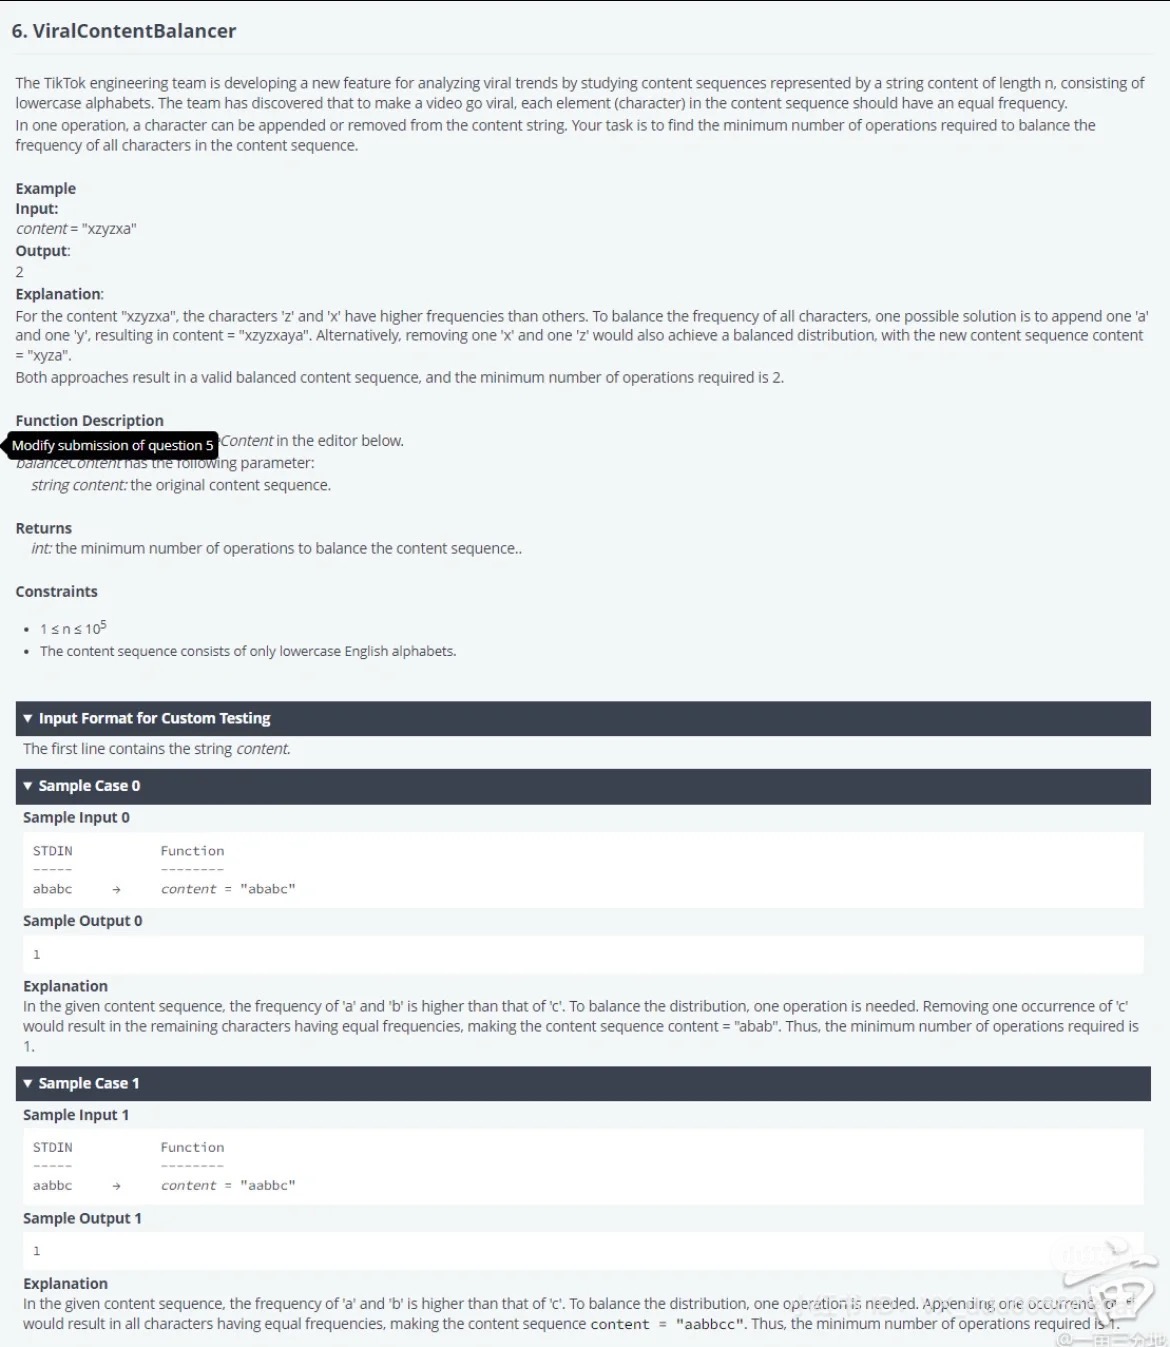 6. ViralContentBalancer
The TikTok engineering team is developing a new feature for analyzing viral trends by studying content sequences represented by a string content of length n, consisting of
lowercase alphabets. The team has discovered that to make a video go viral, each element (character) in the content sequence should have an equal frequency.
In one operation, a character can be appended or removed from the content string. Your task is to find the minimum number of operations required to balance the
frequency of all characters in the content sequence.
Example
Input:
content = "xzyzxa"
Output:
2
Explanation:
For the content "xzyzxa", the characters 'z' and 'x' have higher frequencies than others. To balance the frequency of all characters, one possible solution is to append one 'a'
and one 'y', resulting in content = "xzyzxaya". Alternatively, removing one 'x' and one 'z' would also achieve a balanced distribution, with the new content sequence content
= "xyza".
Both approaches result in a valid balanced content sequence, and the minimum number of operations required is 2.
Function Description
Modify submission of question 5 eContent in the editor below.
balanceContent has the following parameter:
string content: the original content sequence.
Returns
int: the minimum number of operations to balance the content sequence..
Constraints
• 1 ≤ n ≤ 10⁵
• The content sequence consists of only lowercase English alphabets.
▼ Input Format for Custom Testing
The first line contains the string content.
▼ Sample Case 0
Sample Input 0
STDIN Function
----- --------
ababc → content = "ababc"
Sample Output 0
1
Explanation
In the given content sequence, the frequency of 'a' and 'b' is higher than that of 'c'. To balance the distribution, one operation is needed. Removing one occurrence of 'c'
would result in the remaining characters having equal frequencies, making the content sequence content = "abab". Thus, the minimum number of operations required is
1.
▼ Sample Case 1
Sample Input 1
STDIN Function
----- --------
aabbc → content = "aabbc"
Sample Output 1
1
Explanation
In the given content sequence, the frequency of 'a' and 'b' is higher than that of 'c'. To balance the distribution, one operation is needed. Appending one
would result in all characters having equal frequencies, making the content sequence content = "aabbcc". Thus, the minimum number of operations required is 1.
@一亩三分地